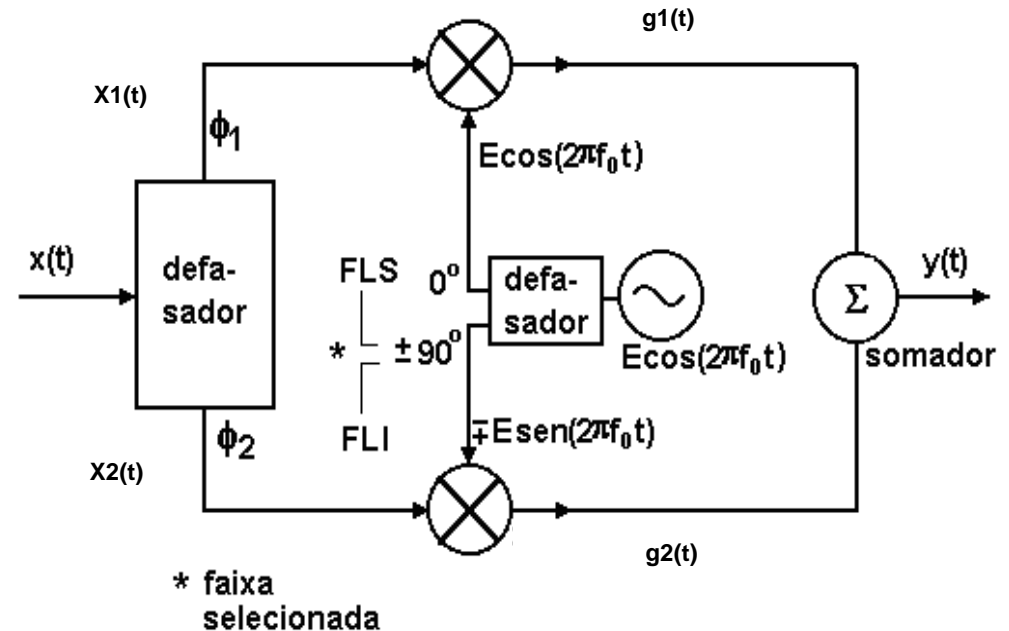 g1(t)
X1(t)
ϕ1
Ecos(2πf0t)
x(t)
defa-
sador
FLS
0º
defa-
sador
y(t)
Σ
* ±90º
Ecos(2πf0t)
somador
FLI
∓Esen(2πf0t)
ϕ2
X2(t)
g2(t)
* faixa
selecionada